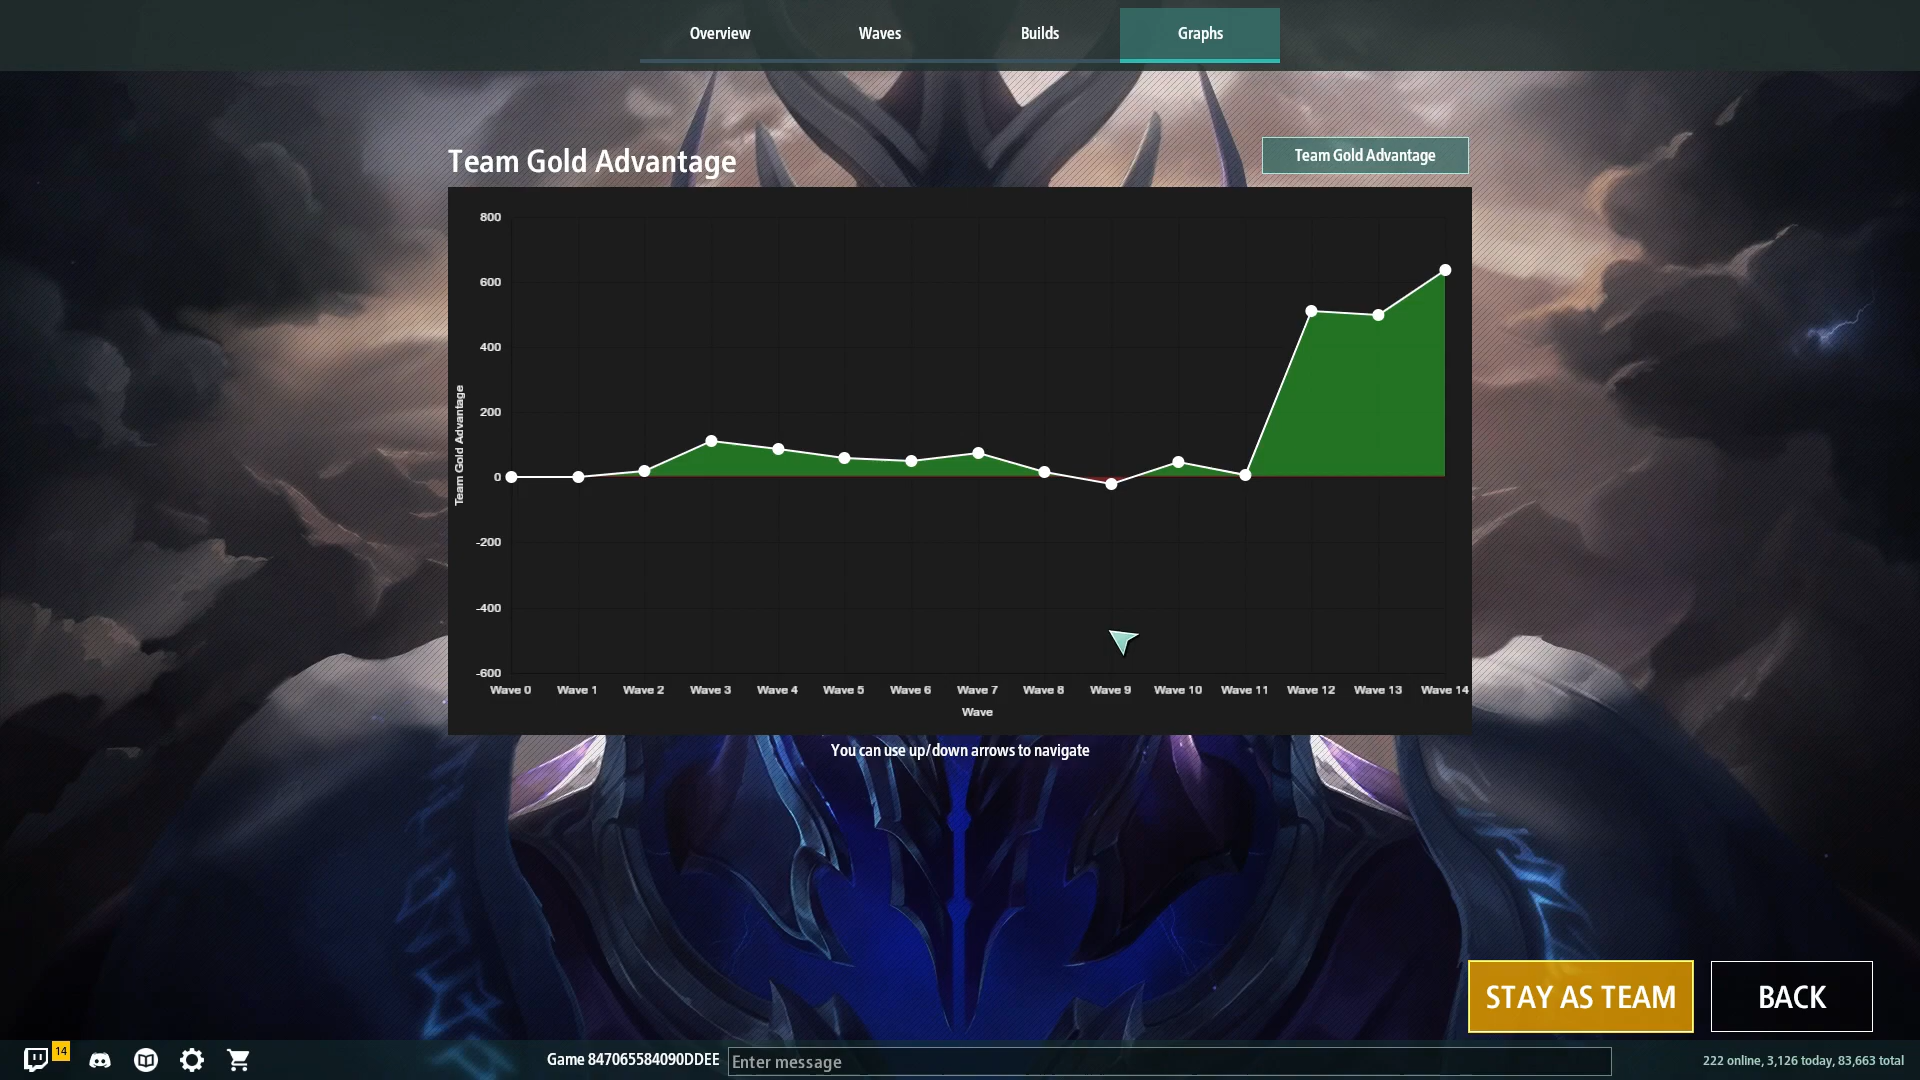 Overview
Waves
Builds
Graphs
Team Gold Advantage
Team Gold Advantage
800
600
400
200
0
-200
-400
-600
Team Gold Advantage
Wave 0 Wave 1 Wave 2 Wave 3 Wave 4 Wave 5 Wave 6 Wave 7 Wave 8 Wave 9 Wave 10 Wave 11 Wave 12 Wave 13 Wave 14
Wave
You can use up/down arrows to navigate
STAY AS TEAM
BACK
14
Game 847065584090DDEE
Enter message
222 online, 3,126 today, 83,663 total